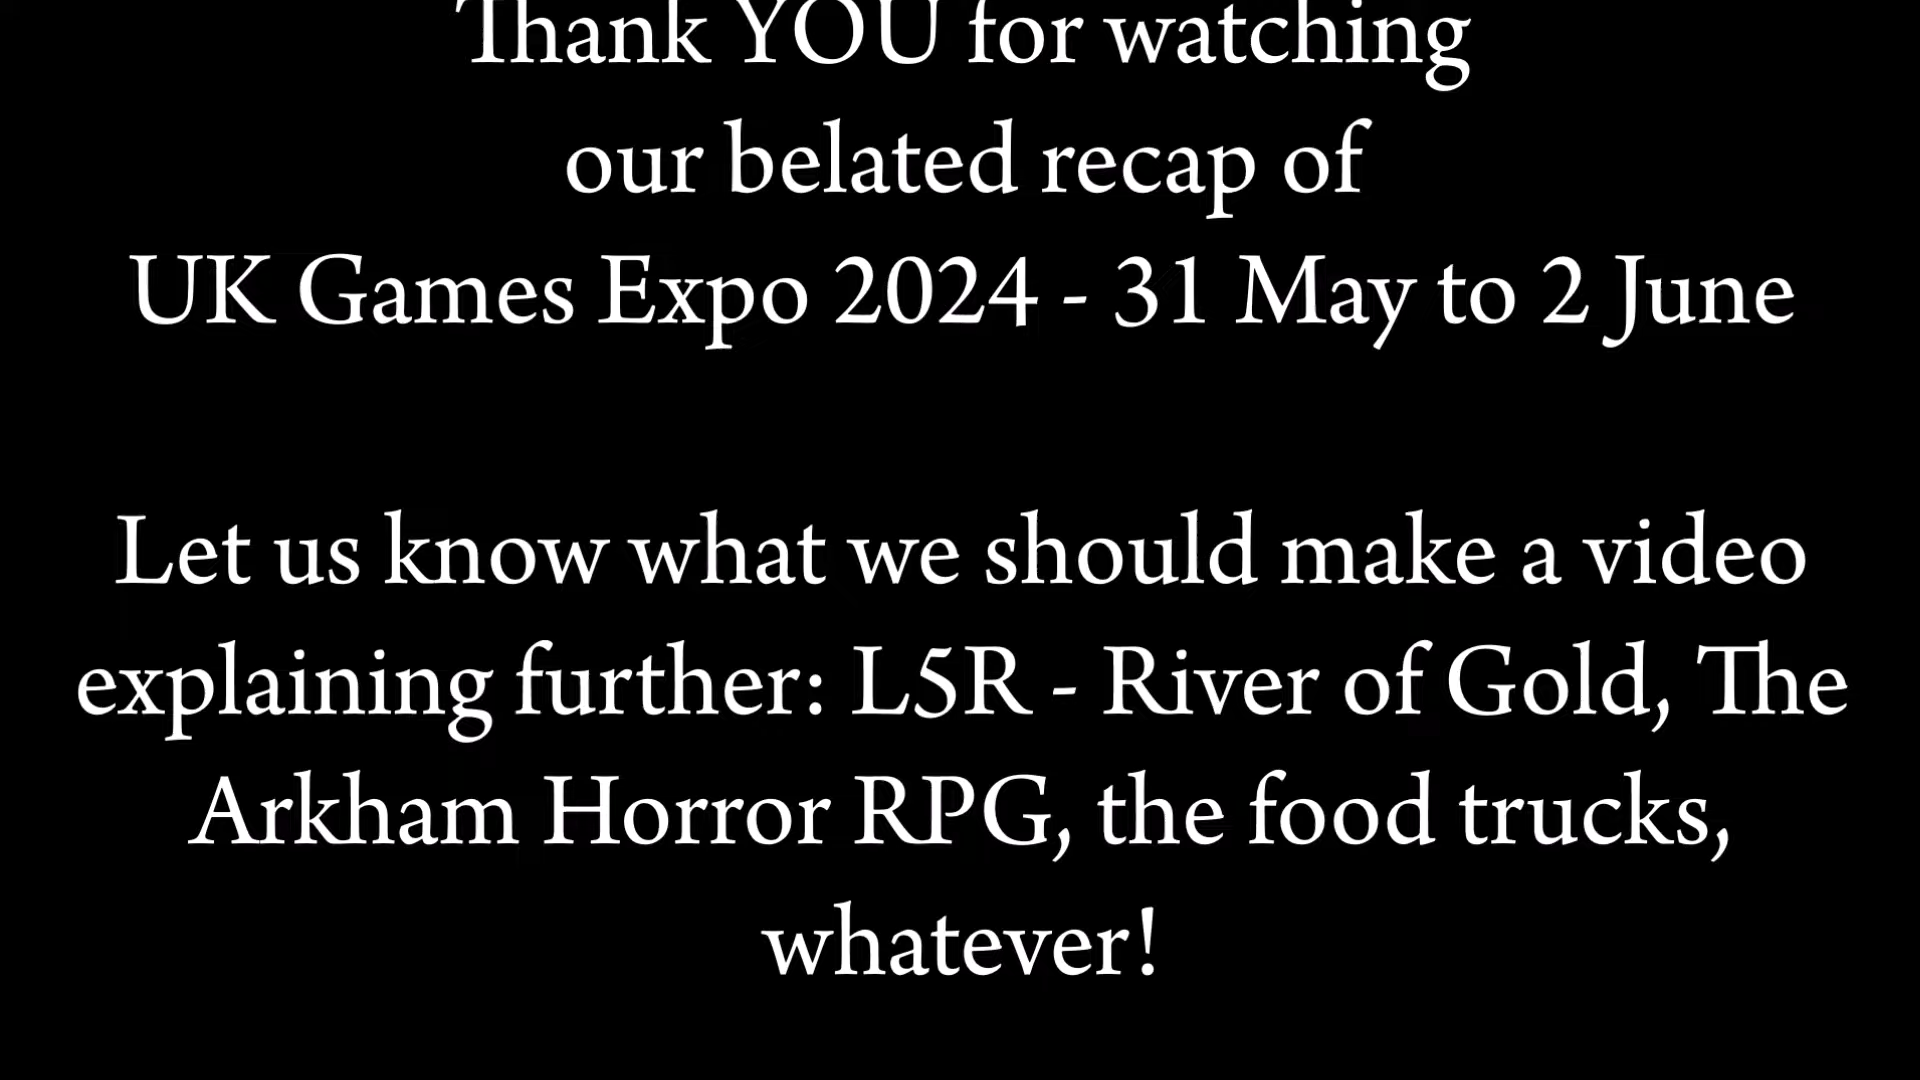 Thank YOU for watching
our belated recap of
UK Games Expo 2024 - 31 May to 2 June
Let us know what we should make a video
explaining further: L5R - River of Gold, The
Arkham Horror RPG, the food trucks,
whatever!